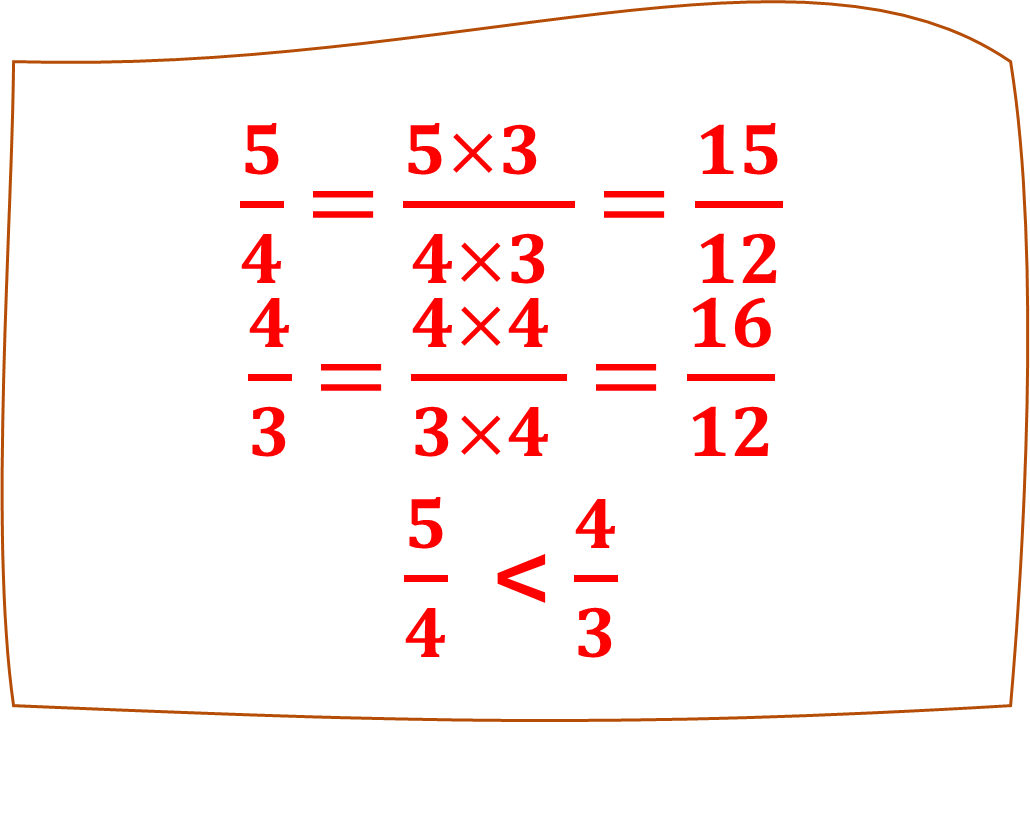 5/4 = 5×3/4×3 = 15/12
4/3 = 4×4/3×4 = 16/12
5/4 < 4/3